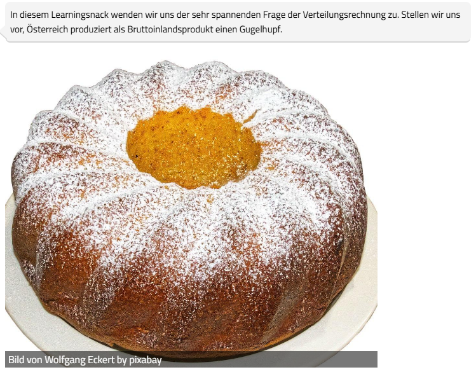 In diesem Learningsnack wenden wir uns der sehr spannenden Frage der Verteilungsrechnung zu. Stellen wir uns
vor, Österreich produziert als Bruttoinlandsprodukt einen Gugelhupf.
Bild von Wolfgang Eckert by pixabay